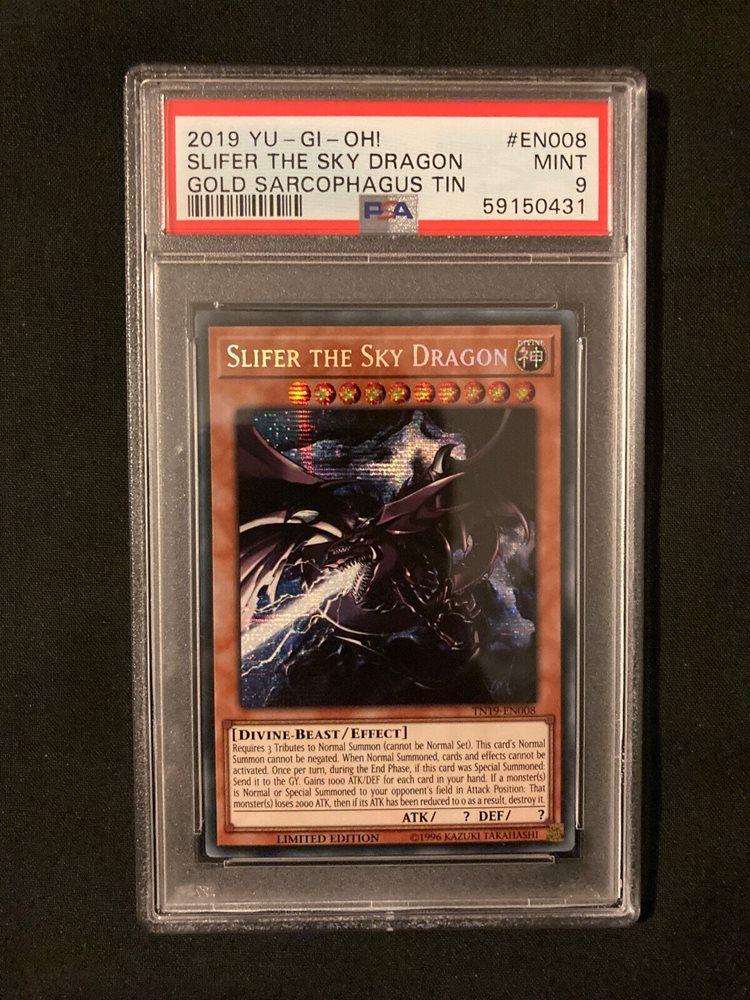 2019 YU-GI-OH! #EN008
SLIFER THE SKY DRAGON MINT
GOLD SARCOPHAGUS TIN 9
PSA 59150431
SLIFER THE SKY DRAGON
DIVINE
神
TN19-EN008
[DIVINE-BEAST/EFFECT]
Requires 3 Tributes to Normal Summon (cannot be Normal Set). This card's Normal
Summon cannot be negated. When Normal Summoned, cards and effects cannot be
activated. Once per turn, during the End Phase, if this card was Special Summoned:
Send it to the GY. Gains 1000 ATK/DEF for each card in your hand. If a monster(s)
is Normal or Special Summoned to your opponent's field in Attack Position: That
monster(s) loses 2000 ATK, then if its ATK has been reduced to 0 as a result, destroy it.
ATK/ ? DEF/ ?
LIMITED EDITION ©1996 KAZUKI TAKAHASHI